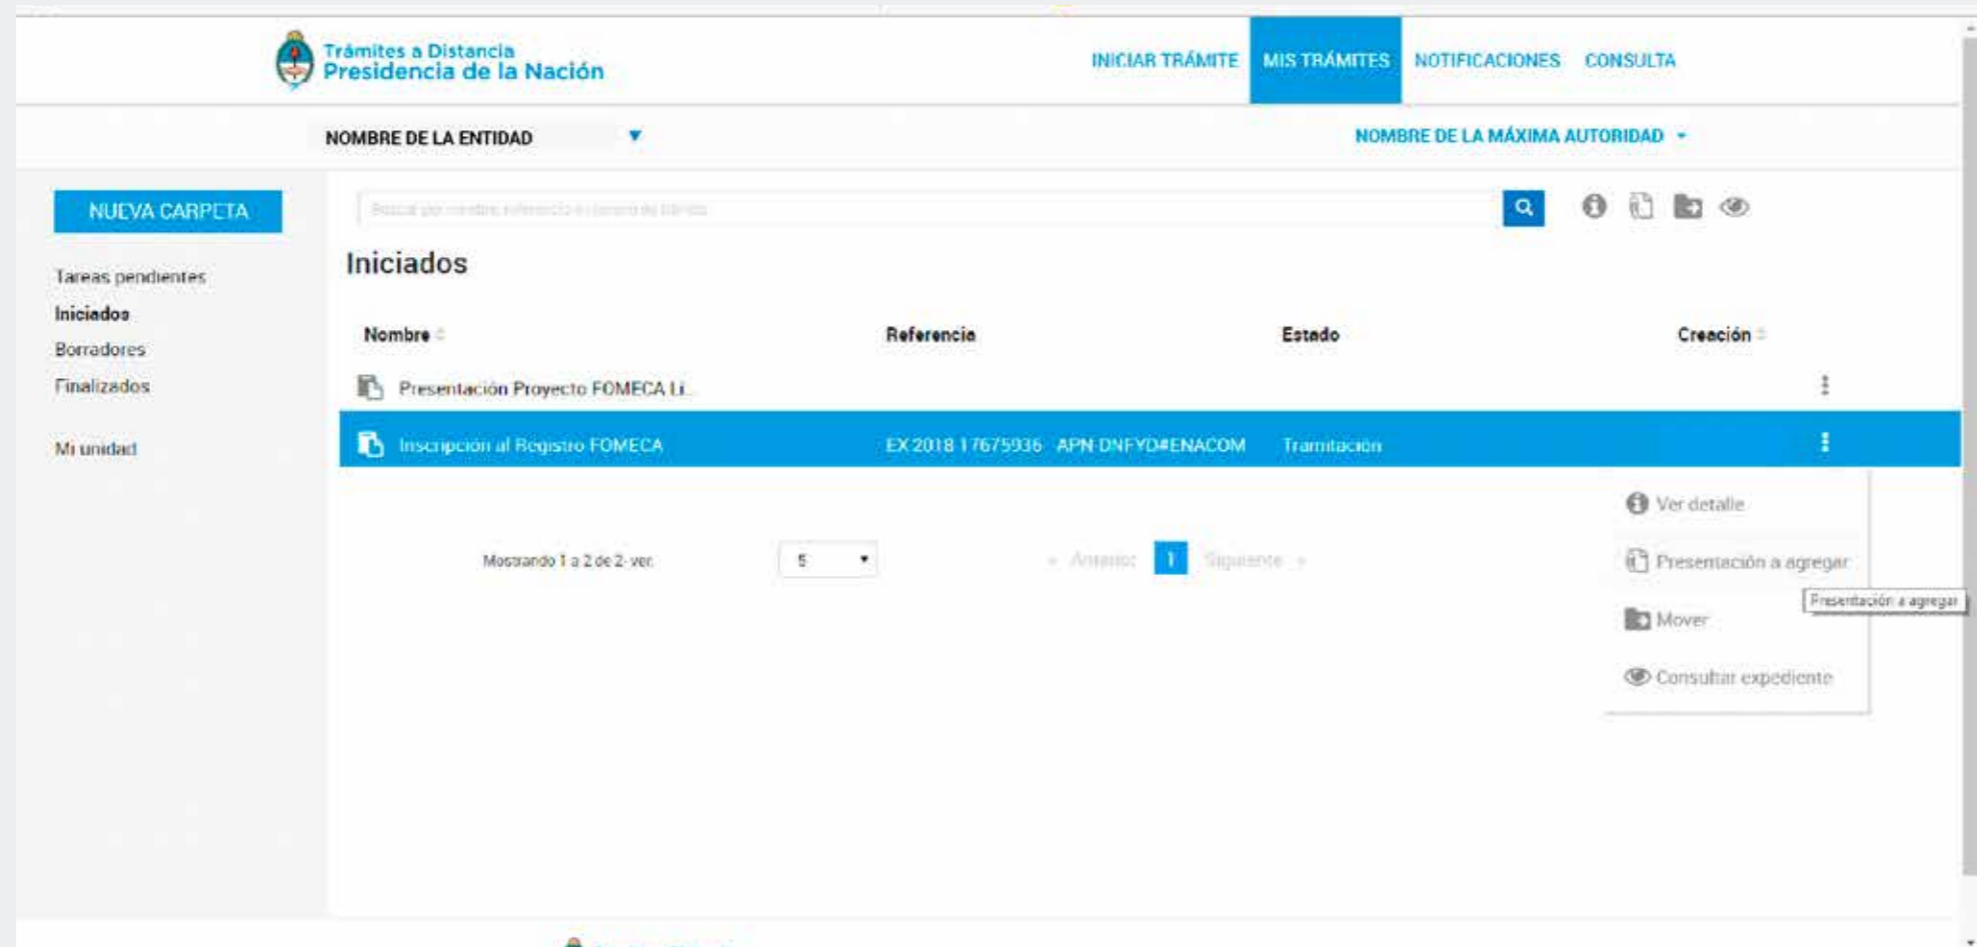 Trámites a Distancia
Presidencia de la Nación
INICIAR TRÁMITE MIS TRÁMITES NOTIFICACIONES CONSULTA
NOMBRE DE LA ENTIDAD
NOMBRE DE LA MÁXIMA AUTORIDAD
NUEVA CARPETA
Tareas pendientes
Iniciados
Borradores
Finalizados
Mi unidad
Iniciados
Nombre Referencia Estado Creación
Presentación Proyecto FOMECA Li...
Inscripción al Registro FOMECA EX 2018 17675936 APN DNFYD#ENACOM Tramitación
Ver detalle
Presentación a agregar
Presentación a agregar
Mover
Consultar expediente
Mostrando 1 a 2 de 2- ver. 5 « Anterior 1 Siguiente »